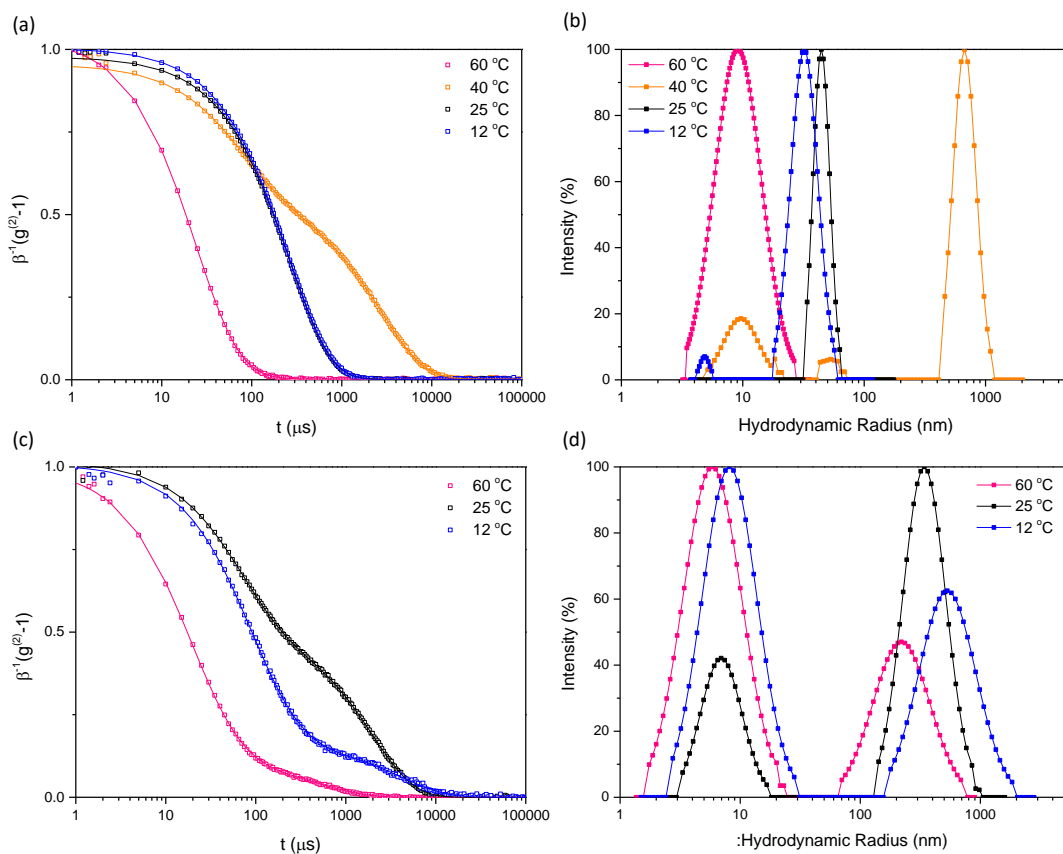 (a)
1.0
0.5
0.0
β⁻¹(g⁽²⁾-1)
60 °C
40 °C
25 °C
12 °C
1 10 100 1000 10000 100000
t (μs)
(b)
100
80
60
40
20
0
Intensity (%)
60 °C
40 °C
25 °C
12 °C
1 10 100 1000
Hydrodynamic Radius (nm)
(c)
1.0
0.5
0.0
β⁻¹(g⁽²⁾-1)
60 °C
25 °C
12 °C
1 10 100 1000 10000 100000
t (μs)
(d)
100
80
60
40
20
0
Intensity (%)
60 °C
25 °C
12 °C
1 10 100 1000
:Hydrodynamic Radius (nm)